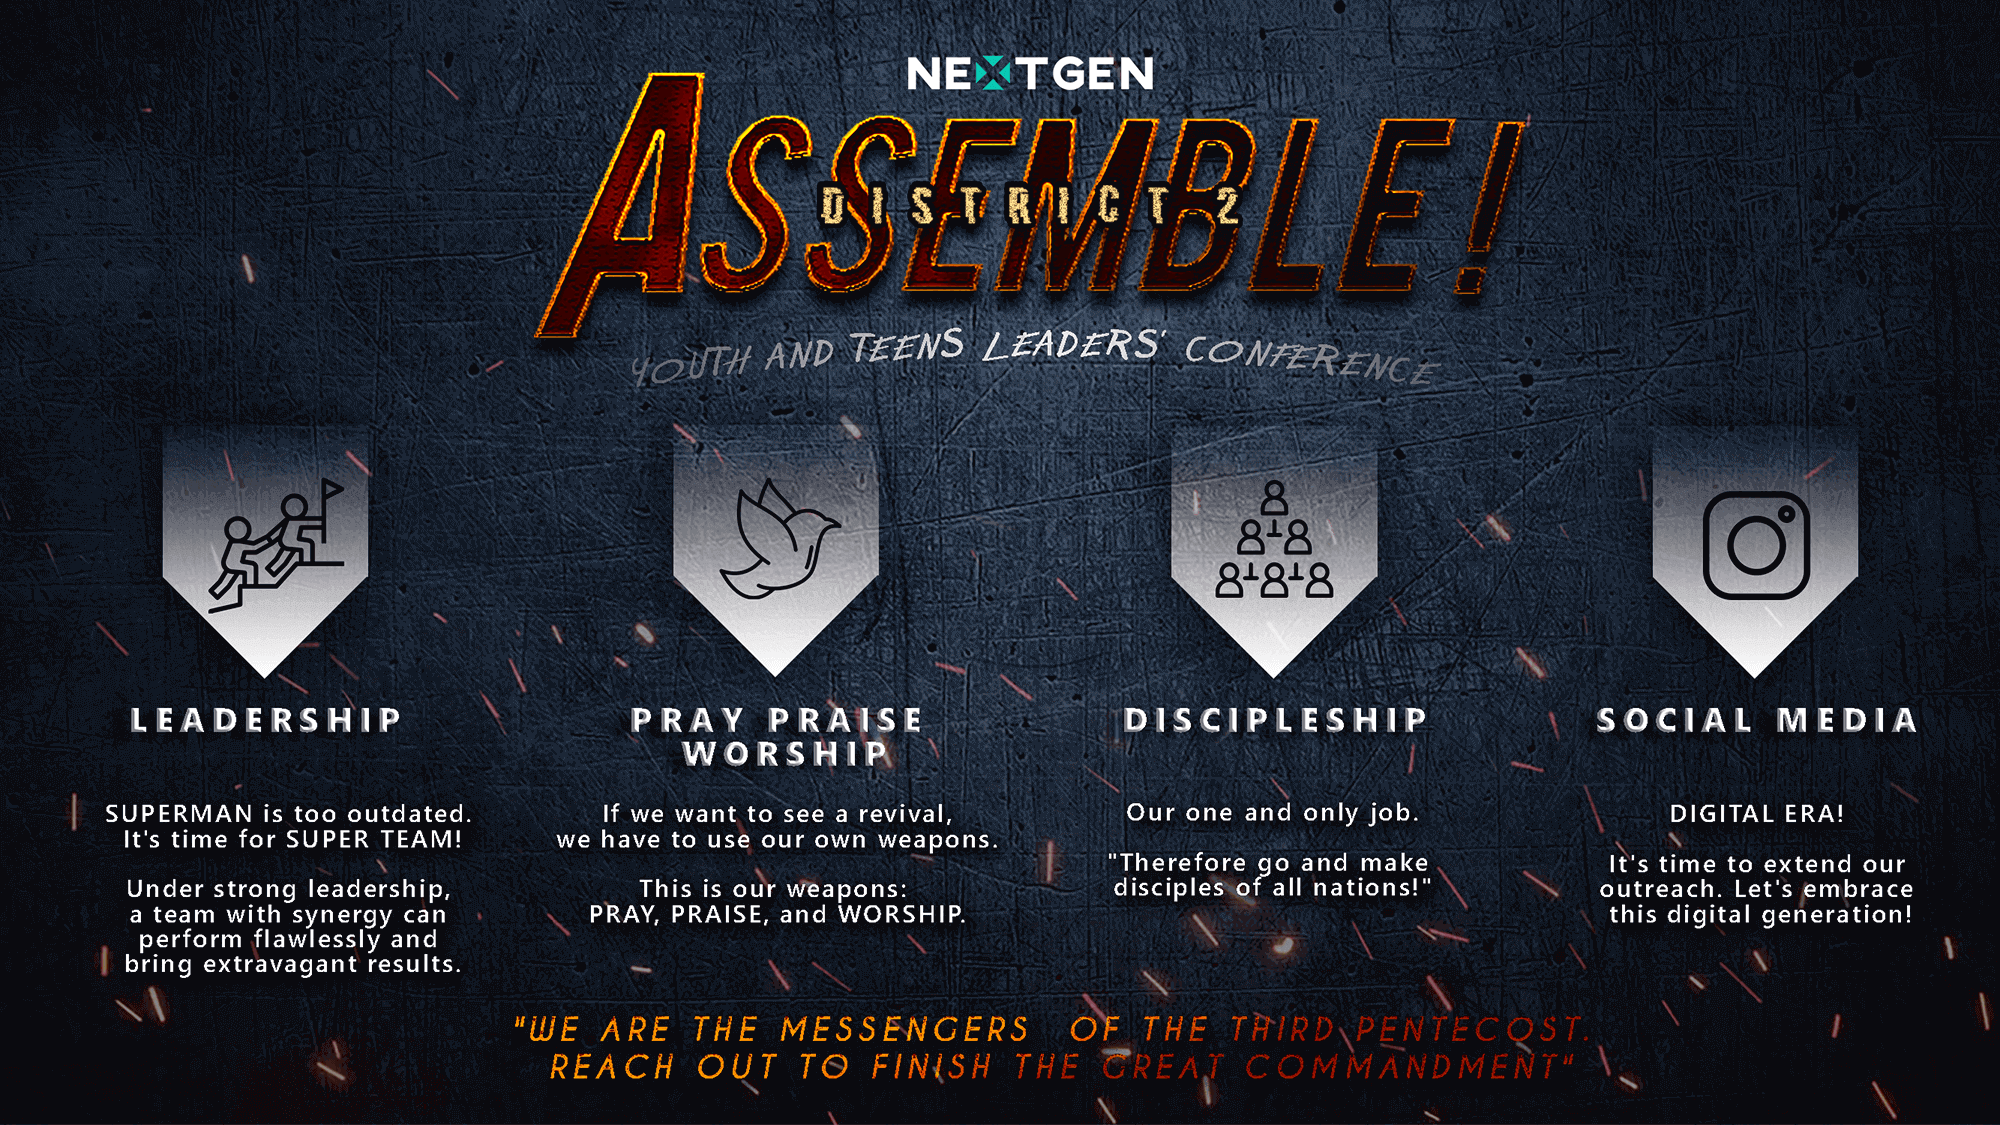 NEXTGEN
ASSEMBLE!
DISTRICT 2
YOUTH AND TEENS LEADERS' CONFERENCE
LEADERSHIP
SUPERMAN is too outdated.
It's time for SUPER TEAM!
Under strong leadership,
a team with synergy can
perform flawlessly and
bring extravagant results.
PRAY PRAISE
WORSHIP
If we want to see a revival,
we have to use our own weapons.
This is our weapons:
PRAY, PRAISE, and WORSHIP.
DISCIPLESHIP
Our one and only job.
"Therefore go and make
disciples of all nations!"
SOCIAL MEDIA
DIGITAL ERA!
It's time to extend our
outreach. Let's embrace
this digital generation!
"WE ARE THE MESSENGERS OF THE THIRD PENTECOST.
REACH OUT TO FINISH THE GREAT COMMANDMENT"